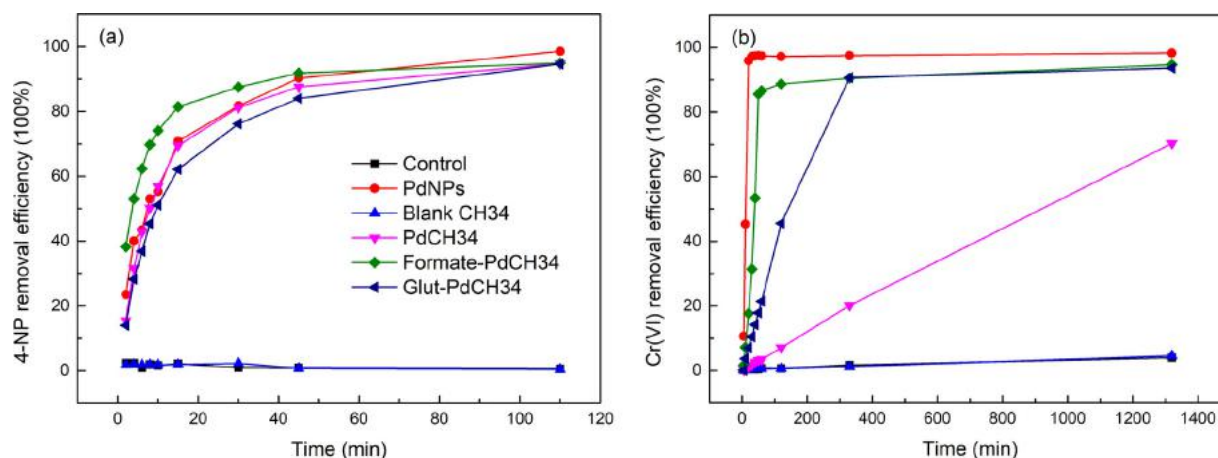 (a)
4-NP removal efficiency (100%)
100
80
60
40
20
0
Control
PdNPs
Blank CH34
PdCH34
Formate-PdCH34
Glut-PdCH34
0 20 40 60 80 100 120
Time (min)
(b)
Cr(VI) removal efficiency (100%)
100
80
60
40
20
0
0 200 400 600 800 1000 1200 1400
Time (min)